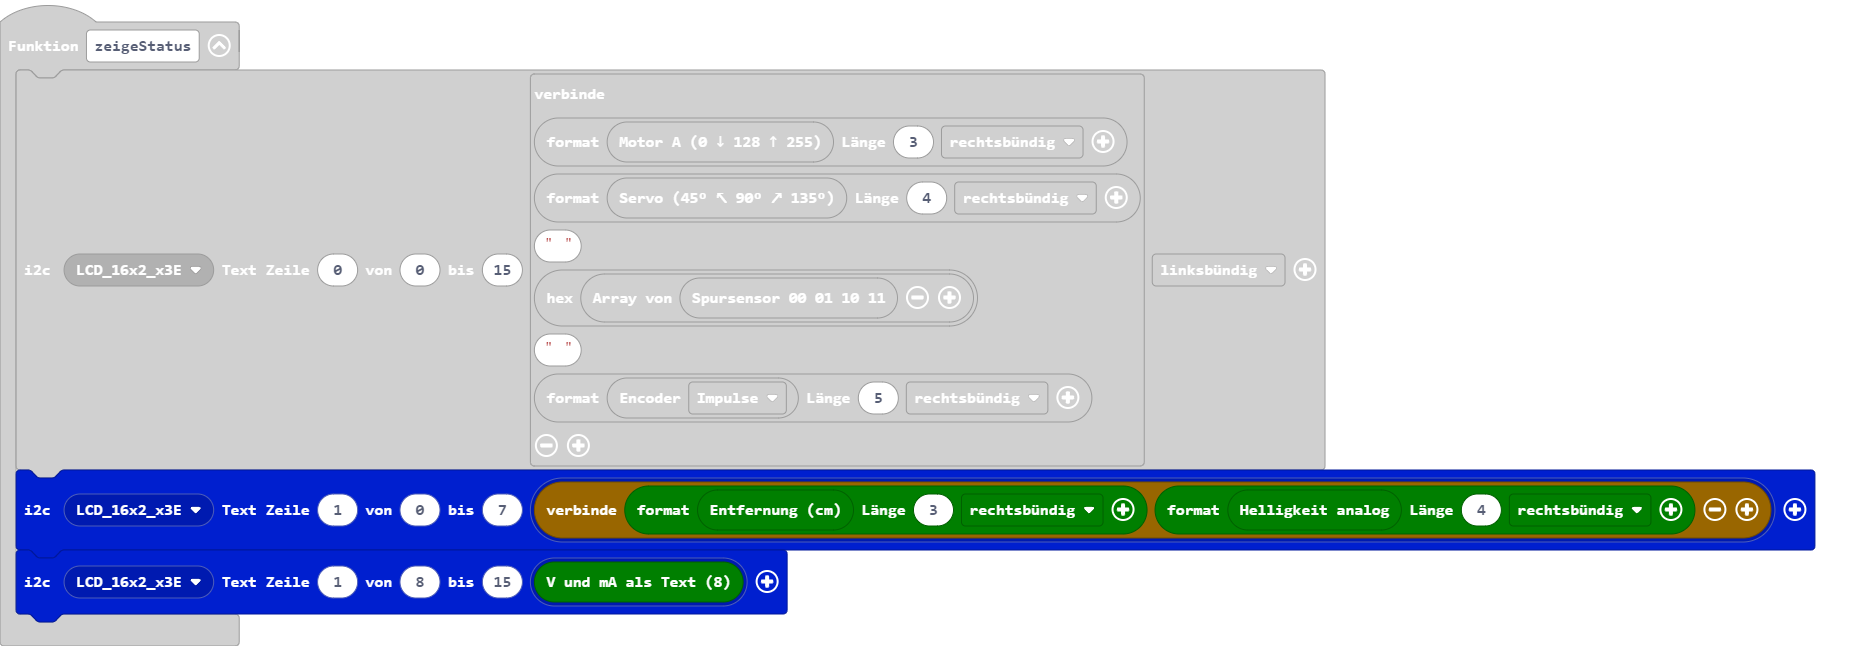 Funktion zeigeStatus
verbinde
format Motor A (0 ↓ 128 ↑ 255) Länge 3 rechtsbündig
format Servo (45° ↖ 90° ↗ 135°) Länge 4 rechtsbündig
" "
i2c LCD_16x2_x3E Text Zeile 0 von 0 bis 15 linksbündig
hex Array von Spursensor 00 01 10 11
" "
format Encoder Impulse Länge 5 rechtsbündig
i2c LCD_16x2_x3E Text Zeile 1 von 0 bis 7 verbinde format Entfernung (cm) Länge 3 rechtsbündig format Helligkeit analog Länge 4 rechtsbündig
i2c LCD_16x2_x3E Text Zeile 1 von 8 bis 15 V und mA als Text (8)